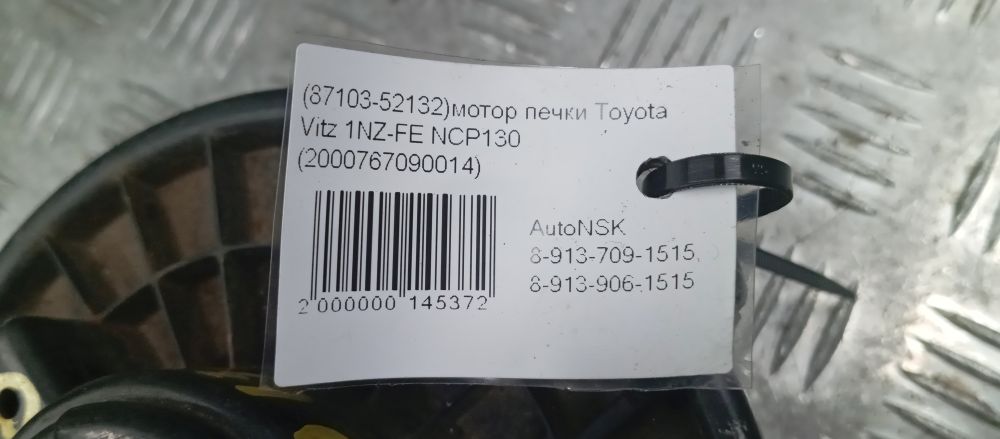 (87103-52132)мотор печки Toyota
Vitz 1NZ-FE NCP130
(2000767090014)
AutoNSK
8-913-709-1515,
8-913-906-1515
2 000000 145372